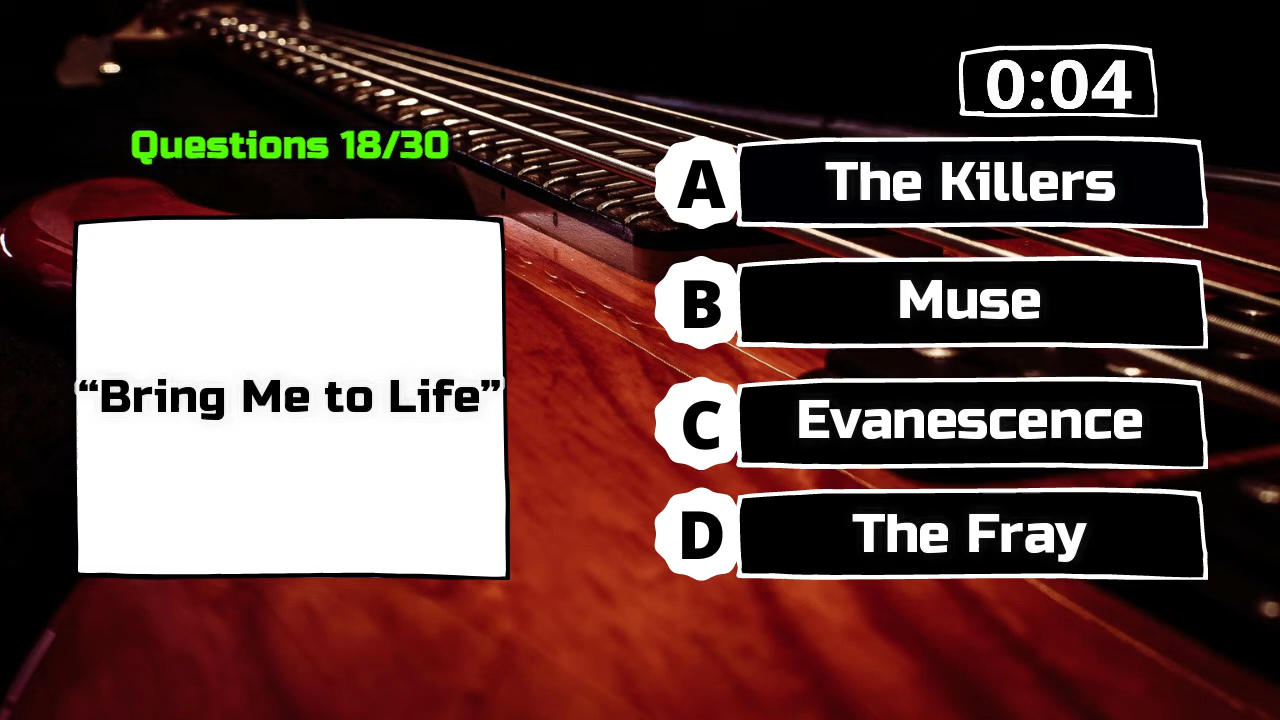 0:04
Questions 18/30
“Bring Me to Life”
A The Killers
B Muse
C Evanescence
D The Fray